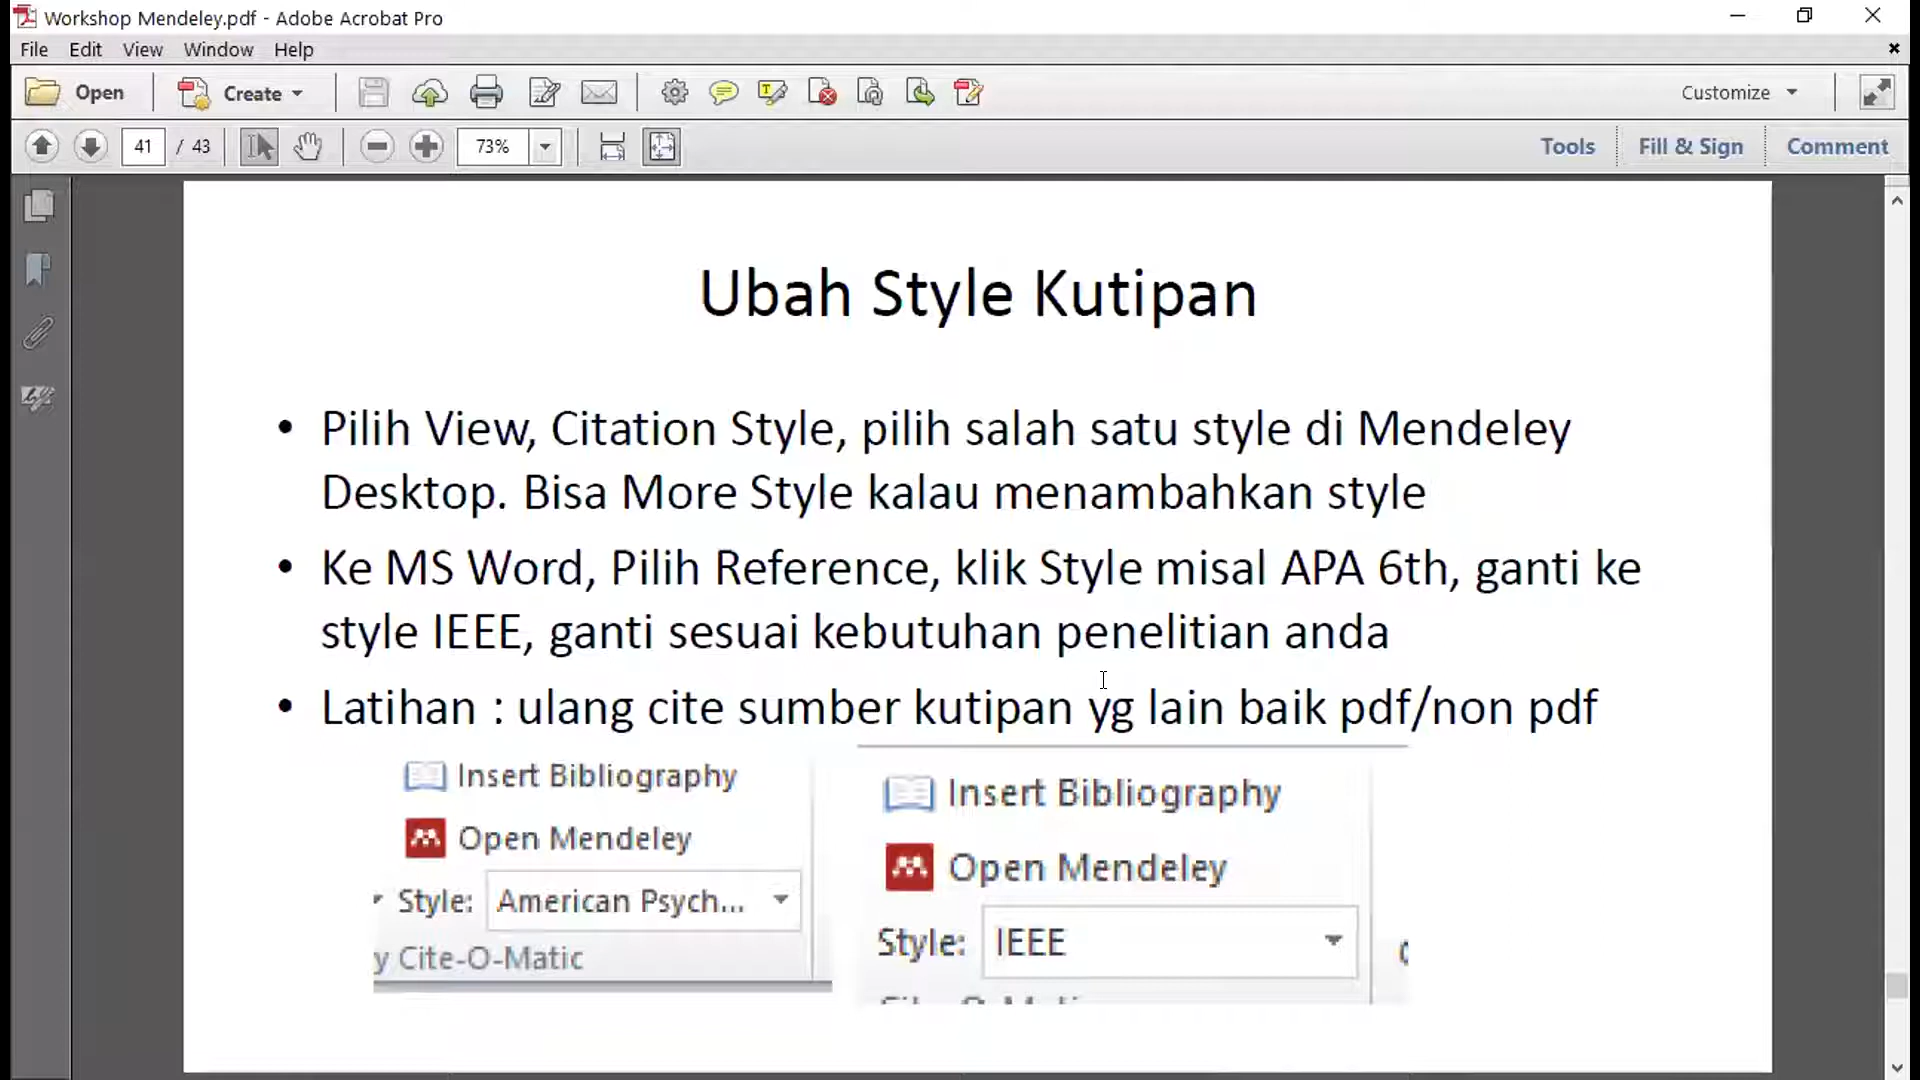 Workshop Mendeley.pdf - Adobe Acrobat Pro
File Edit View Window Help
Open Create Customize
41 / 43 73% Tools Fill & Sign Comment
Ubah Style Kutipan
• Pilih View, Citation Style, pilih salah satu style di Mendeley
Desktop. Bisa More Style kalau menambahkan style
• Ke MS Word, Pilih Reference, klik Style misal APA 6th, ganti ke
style IEEE, ganti sesuai kebutuhan penelitian anda
• Latihan : ulang cite sumber kutipan yg lain baik pdf/non pdf
Insert Bibliography
Open Mendeley
Style: American Psych...
y Cite-O-Matic
Insert Bibliography
Open Mendeley
Style: IEEE